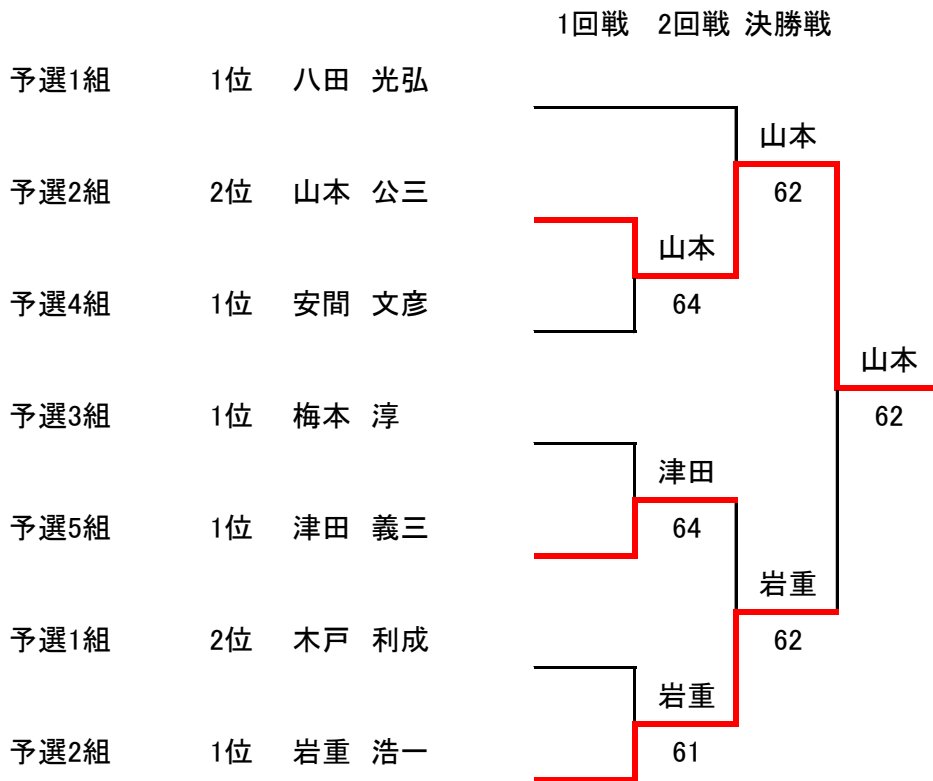 1回戦 2回戦 決勝戦
予選1組 1位 八田 光弘
山本
予選2組 2位 山本 公三 62
山本
予選4組 1位 安間 文彦 64
山本
予選3組 1位 梅本 淳 62
津田
予選5組 1位 津田 義三 64
岩重
予選1組 2位 木戸 利成 62
岩重
予選2組 1位 岩重 浩一 61